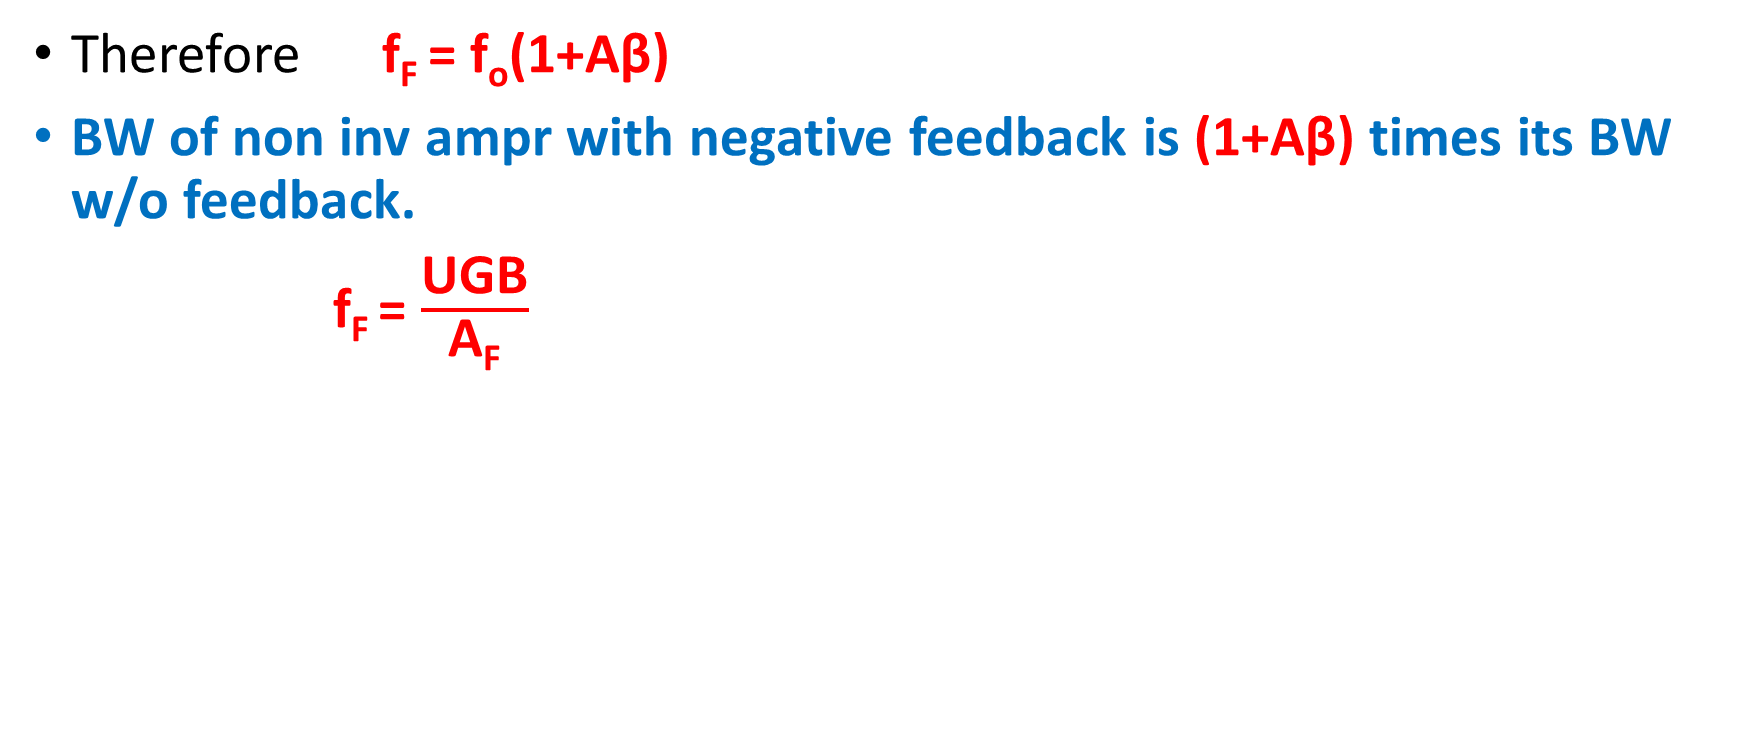 • Therefore f_F = f_o(1+Aβ)
• BW of non inv ampr with negative feedback is (1+Aβ) times its BW
w/o feedback.
UGB
f_F =
A_F